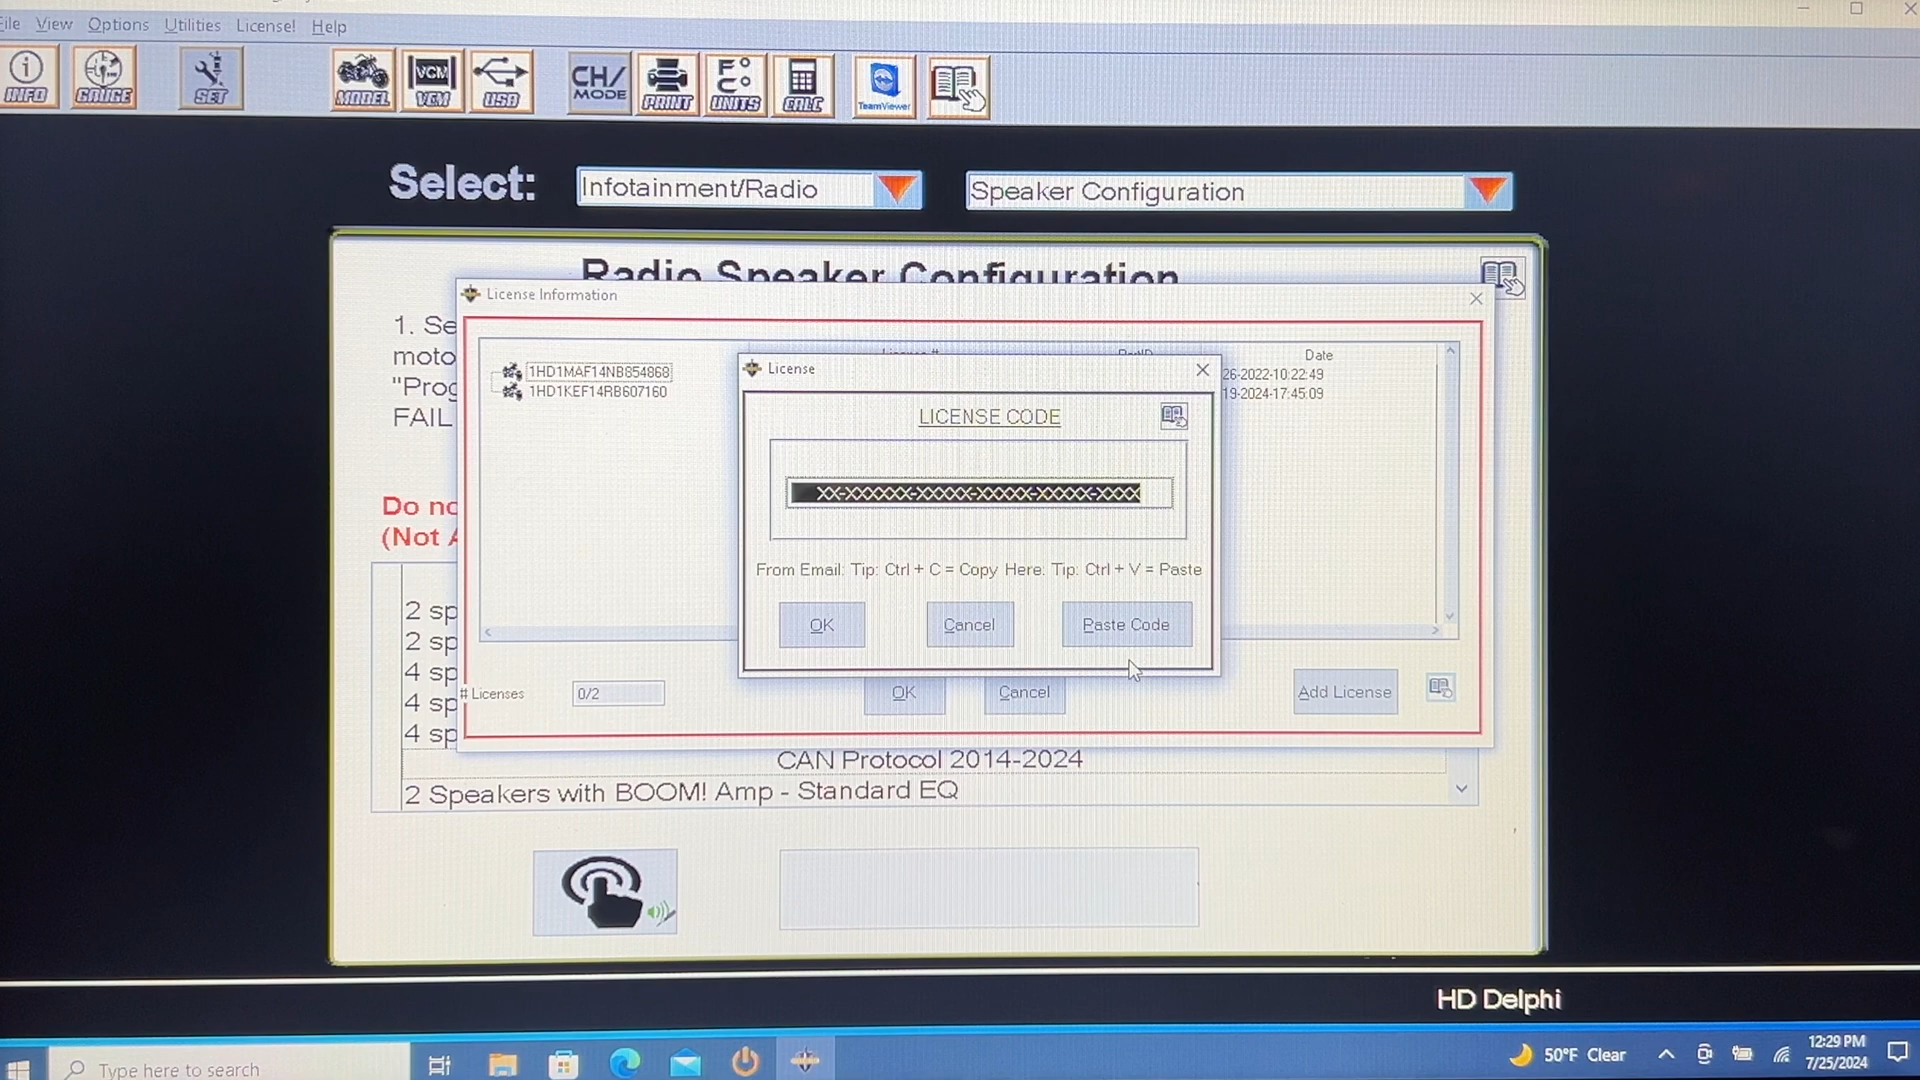 File View Options Utilities License! Help
INFO GAUGE SET MODEL VCM VCM USB CH/ MODE PRINT F° C° UNITS CALC TeamViewer
Select: Infotainment/Radio Speaker Configuration
Radio Speaker Configuration
License Information
1. Se
moto
"Prog
FAIL
Date
1HD1MAF14NB854868 26-2022-10:22:49
1HD1KEF14RB607160 19-2024-17:45:09
License
LICENSE CODE
XX-XXXXXX-XXXXX-XXXXX-XXXXX-XXXX
Do no
(Not A
From Email: Tip: Ctrl + C = Copy Here: Tip: Ctrl + V = Paste
OK Cancel Paste Code
2 sp
2 sp
4 sp
4 sp
4 sp
# Licenses 0/2 OK Cancel Add License
CAN Protocol 2014-2024
2 Speakers with BOOM! Amp - Standard EQ
HD Delphi
Type here to search
50°F Clear
12:29 PM
7/25/2024